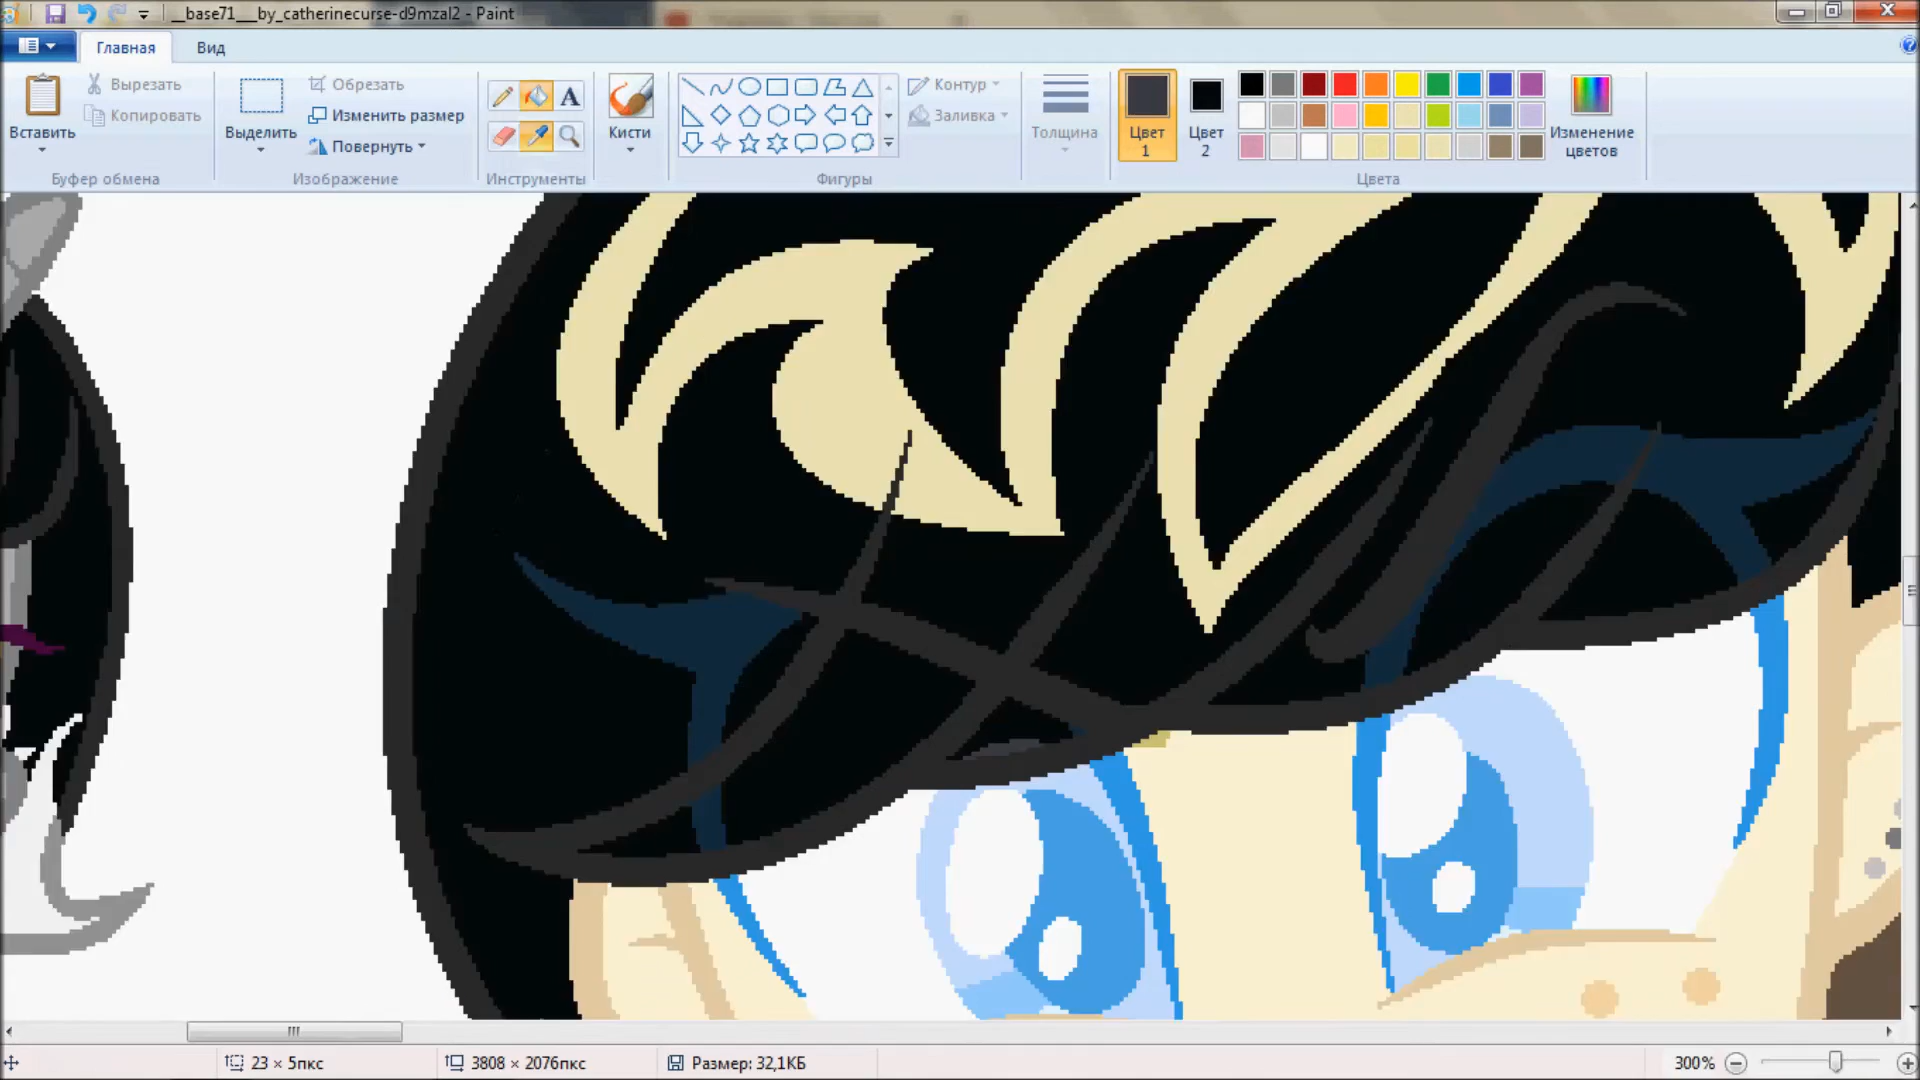 __base71___by_catherinecurse-d9mzal2 - Paint
Главная
Вид
Вставить
Вырезать
Копировать
Буфер обмена
Выделить
Обрезать
Изменить размер
Повернуть
Изображение
A
Инструменты
Кисти
Контур
Заливка
Фигуры
Толщина
Цвет
1
Цвет
2
Изменение
цветов
Цвета
23 × 5пкс
3808 × 2076пкс
Размер: 32,1КБ
300%